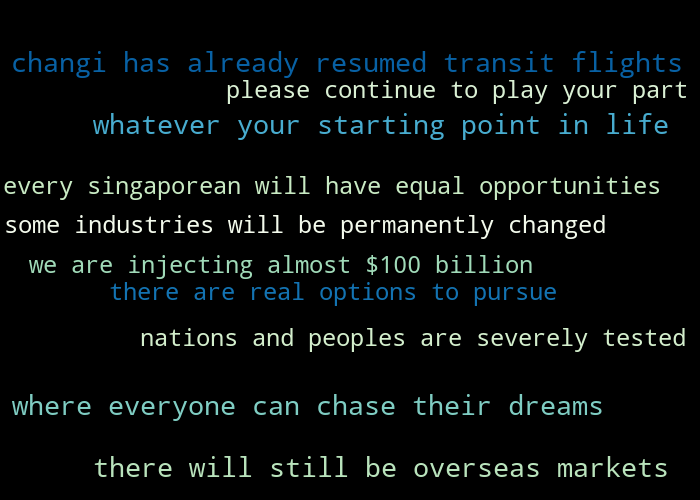 changi has already resumed transit flights
please continue to play your part
whatever your starting point in life
every singaporean will have equal opportunities
some industries will be permanently changed
we are injecting almost $100 billion
there are real options to pursue
nations and peoples are severely tested
where everyone can chase their dreams
there will still be overseas markets